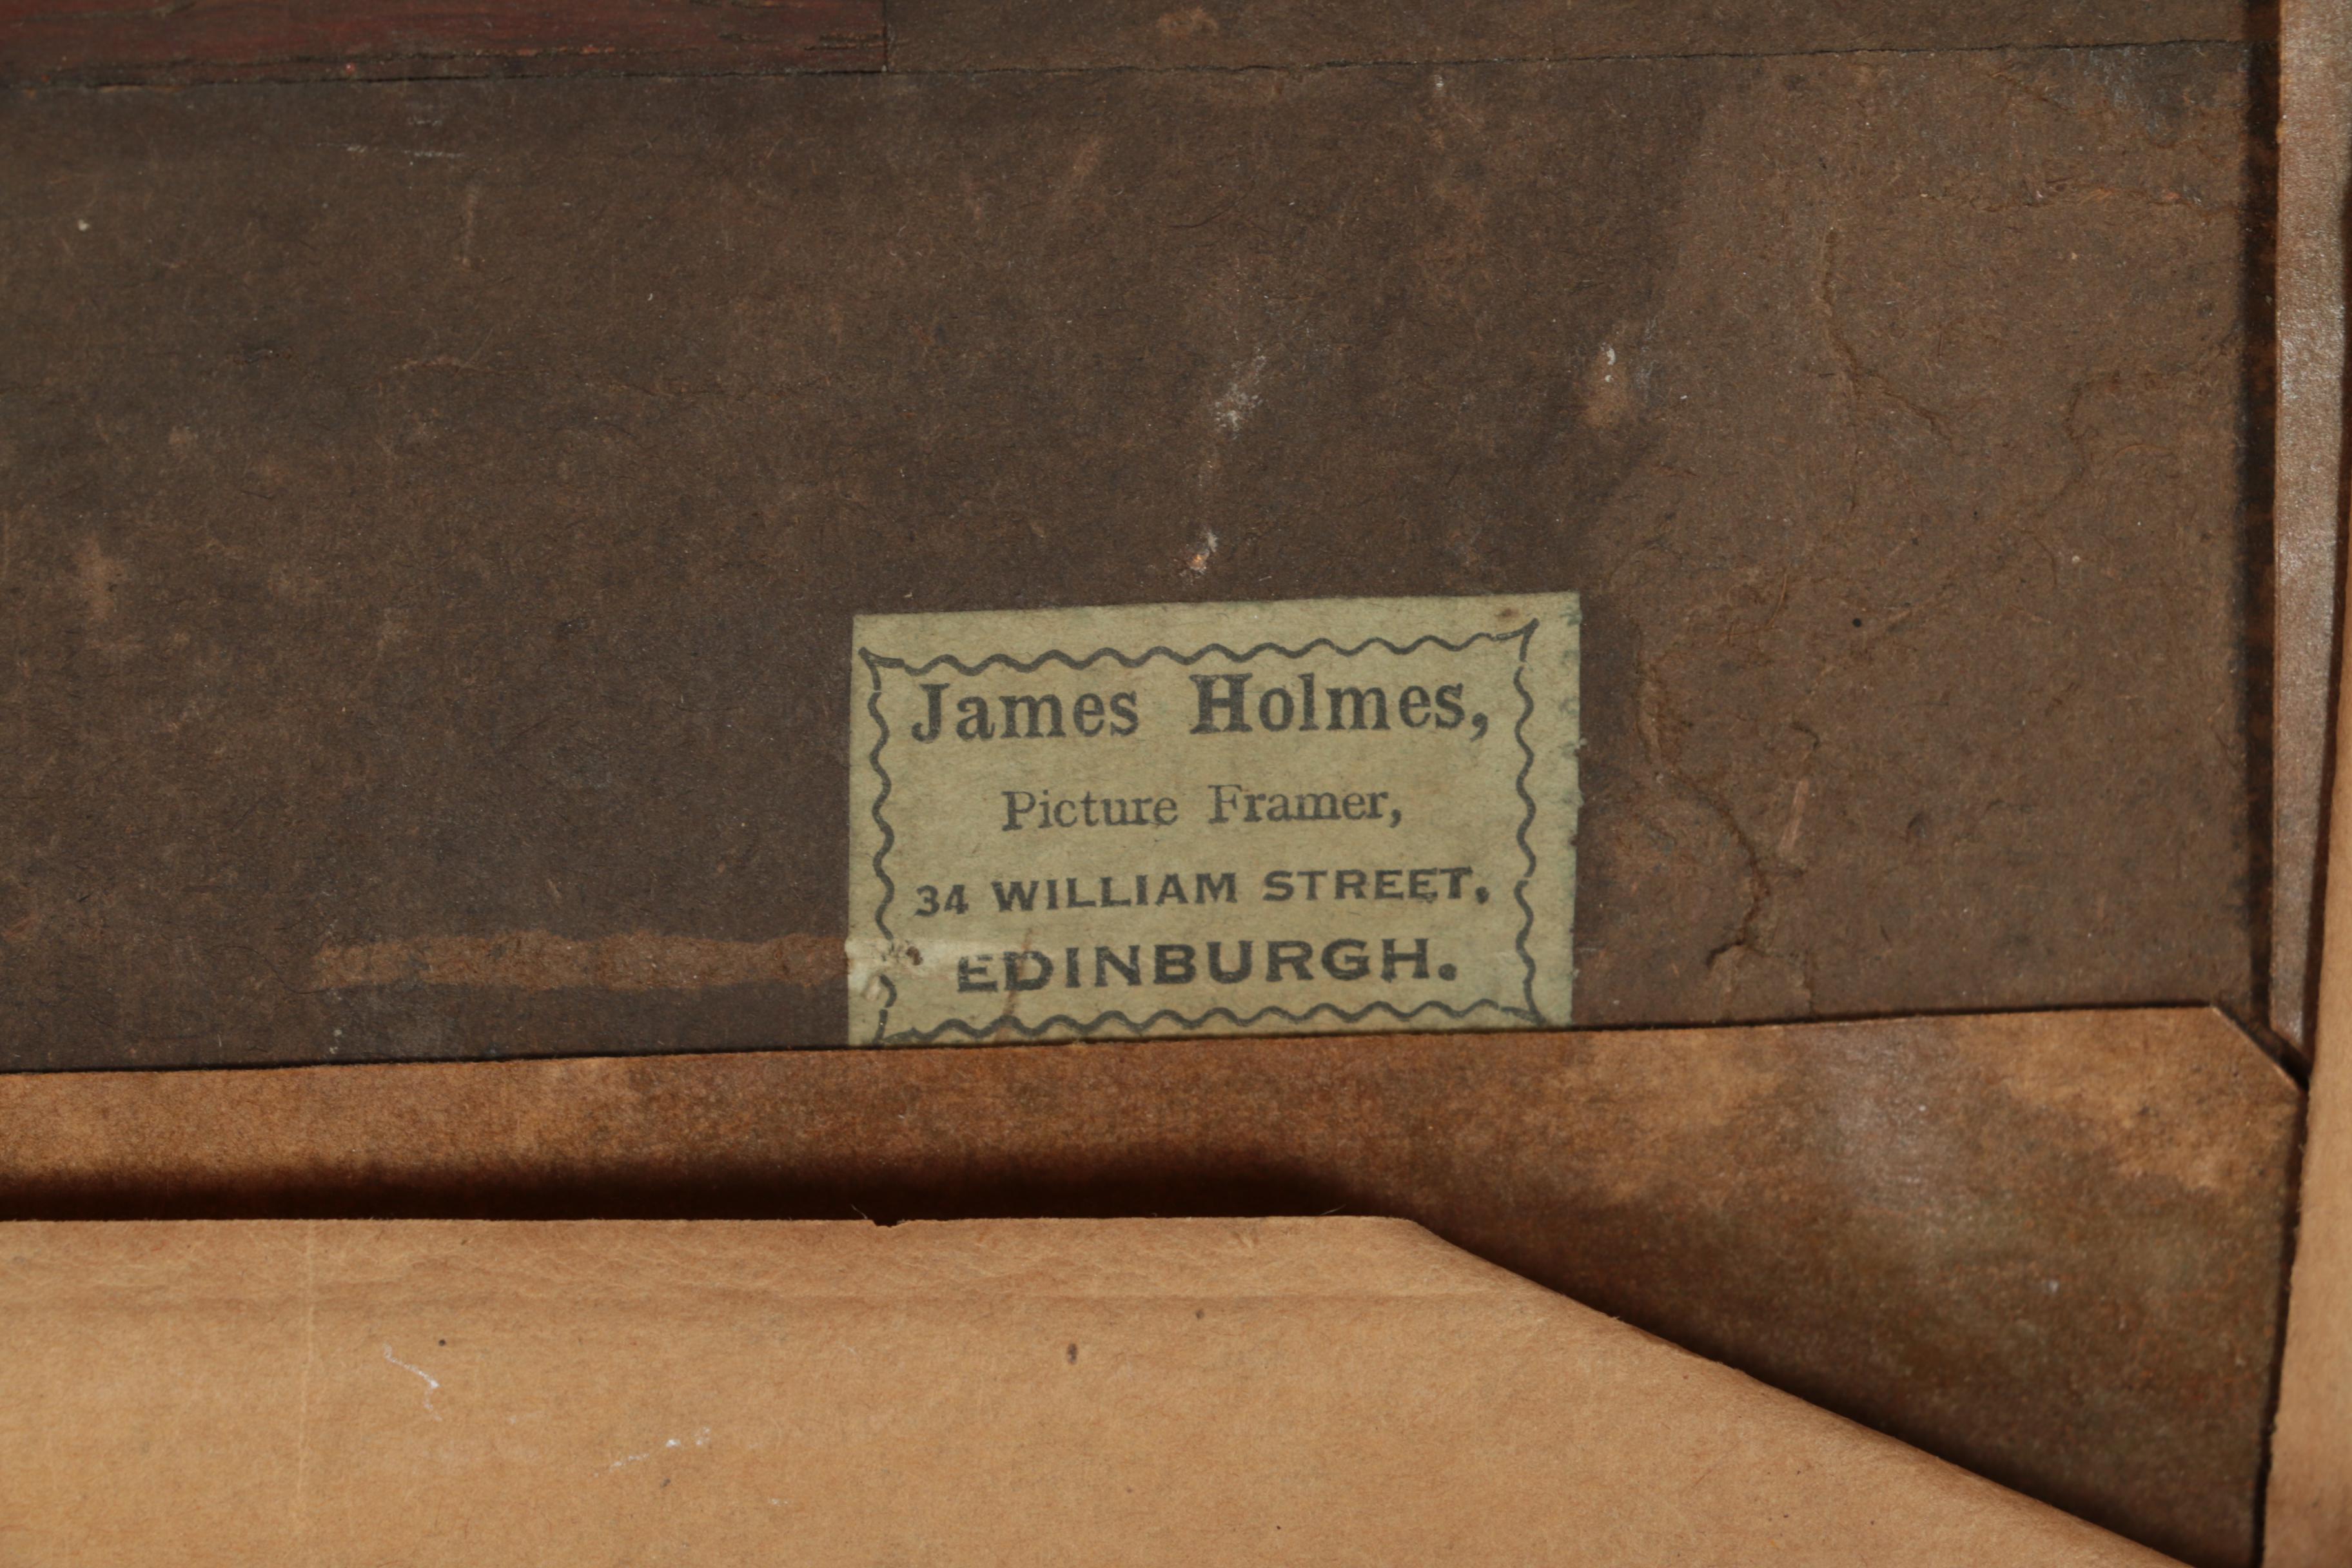 James Holmes,
Picture Framer,
34 WILLIAM STREET,
EDINBURGH.